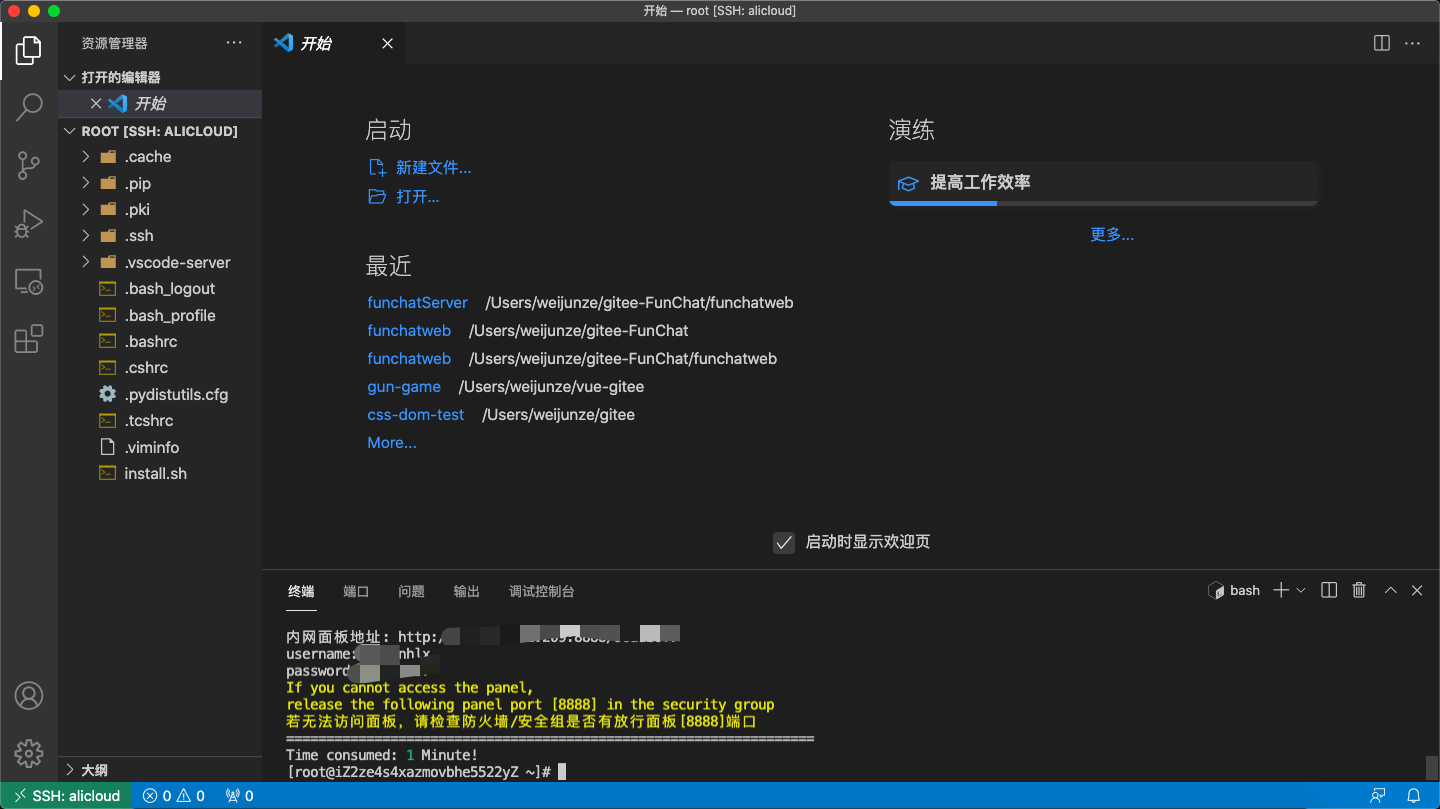 开始 — root [SSH: alicloud]
资源管理器
打开的编辑器
开始
ROOT [SSH: ALICLOUD]
.cache
.pip
.pki
.ssh
.vscode-server
.bash_logout
.bash_profile
.bashrc
.cshrc
.pydistutils.cfg
.tcshrc
.viminfo
install.sh
大纲
开始
启动
新建文件...
打开...
最近
funchatServer /Users/weijunze/gitee-FunChat/funchatweb
funchatweb /Users/weijunze/gitee-FunChat
funchatweb /Users/weijunze/gitee-FunChat/funchatweb
gun-game /Users/weijunze/vue-gitee
css-dom-test /Users/weijunze/gitee
More...
演练
提高工作效率
更多...
启动时显示欢迎页
终端 端口 问题 输出 调试控制台
bash
内网面板地址: http:/
username:
password
If you cannot access the panel,
release the following panel port [8888] in the security group
若无法访问面板，请检查防火墙/安全组是否有放行面板[8888]端口
==================================================================
Time consumed: 1 Minute!
[root@iZ2ze4s4xazmovbhe5522yZ ~]#
SSH: alicloud 0 0 0